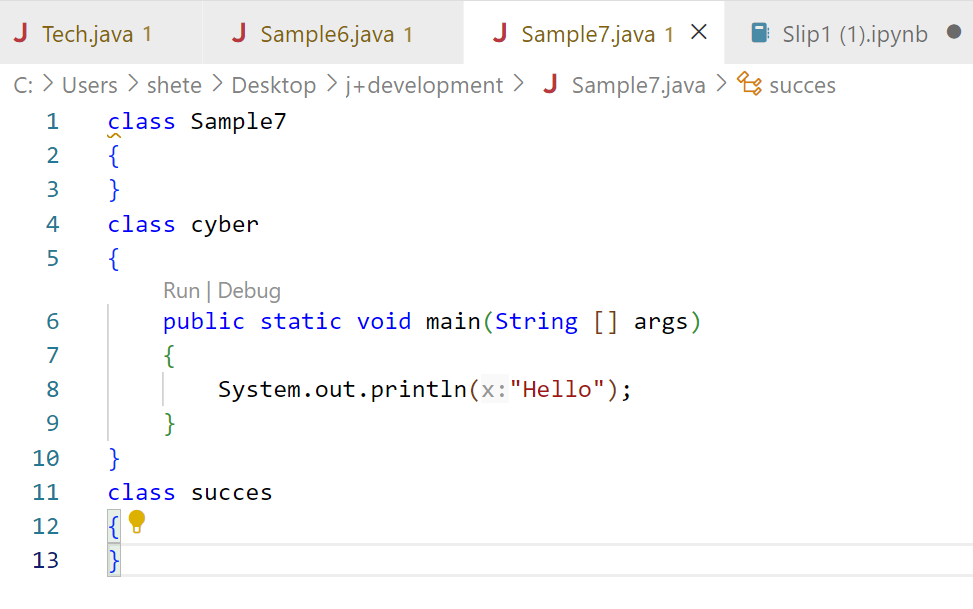 J Tech.java 1 J Sample6.java 1 J Sample7.java 1 × Slip1 (1).ipynb ●
C: > Users > shete > Desktop > j+development > J Sample7.java > succes
1 class Sample7
2 {
3 }
4 class cyber
5 {
Run | Debug
6 public static void main(String [] args)
7 {
8 System.out.println(x:"Hello");
9 }
10 }
11 class succes
12 {
13 }